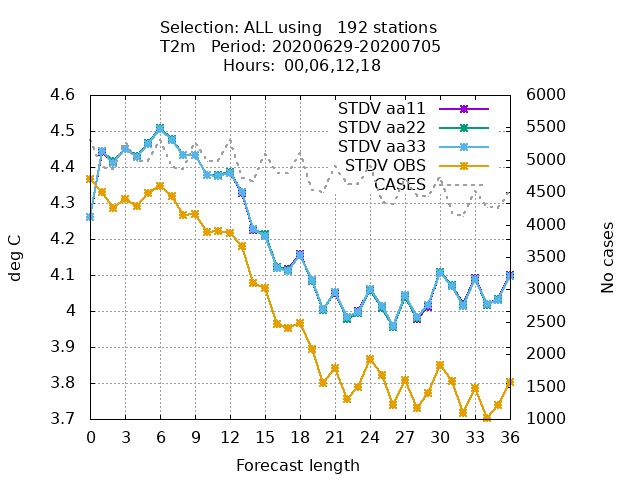 Selection: ALL using   192 stations
T2m   Period: 20200629-20200705
Hours:  00,06,12,18
4.6
4.5
4.4
4.3
4.2
4.1
4
3.9
3.8
3.7
deg C
STDV aa11
STDV aa22
STDV aa33
STDV OBS
CASES
6000
5500
5000
4500
4000
3500
3000
2500
2000
1500
1000
No cases
0 3 6 9 12 15 18 21 24 27 30 33 36
Forecast length